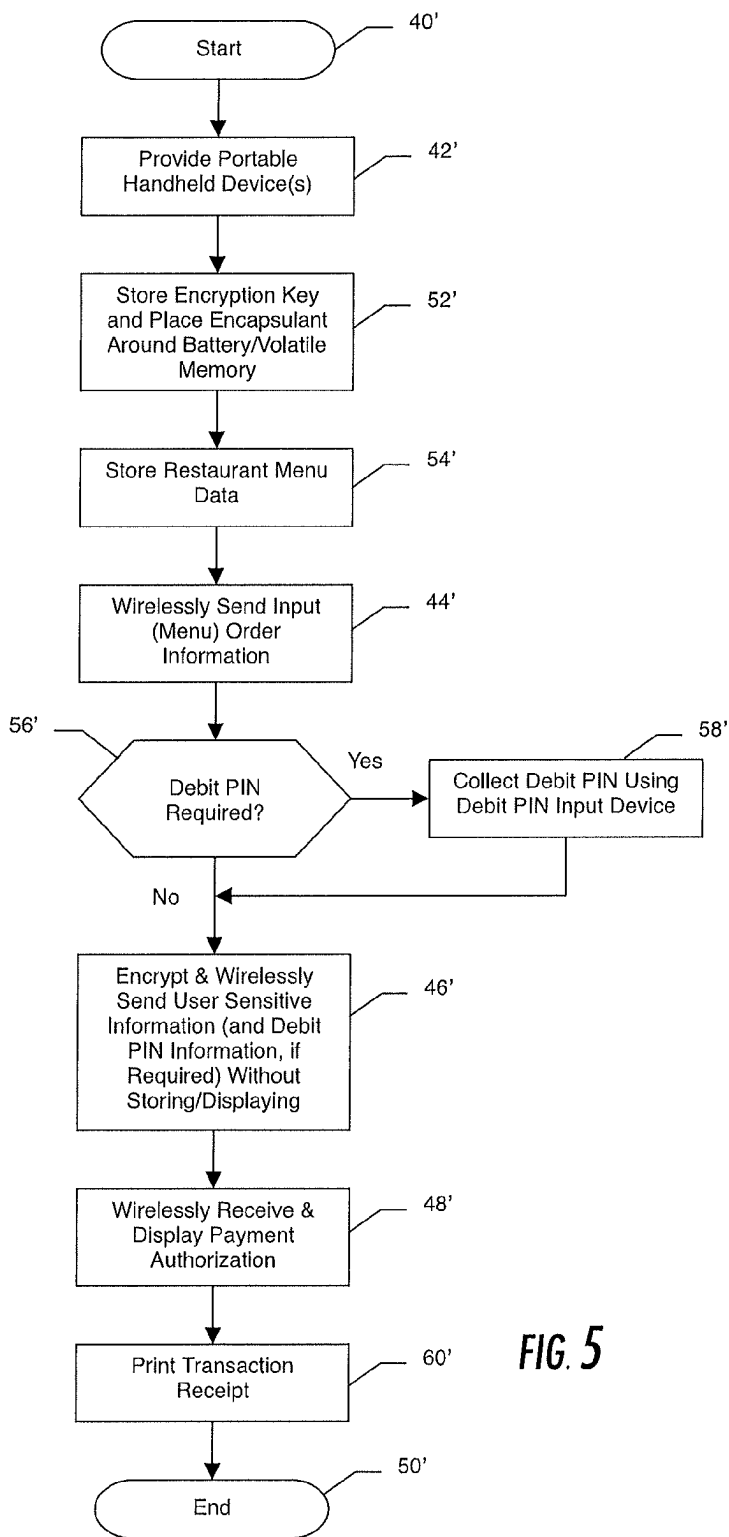 Start
40’
Provide Portable
Handheld Device(s)
42’
Store Encryption Key
and Place Encapsulant
Around Battery/Volatile
Memory
52’
Store Restaurant Menu
Data
54’
Wirelessly Send Input
(Menu) Order
Information
44’
56’
Debit PIN
Required?
Yes
58’
Collect Debit PIN Using
Debit PIN Input Device
No
Encrypt & Wirelessly
Send User Sensitive
Information (and Debit
PIN Information, if
Required) Without
Storing/Displaying
46’
Wirelessly Receive &
Display Payment
Authorization
48’
Print Transaction
Receipt
60’
FIG. 5
End
50’